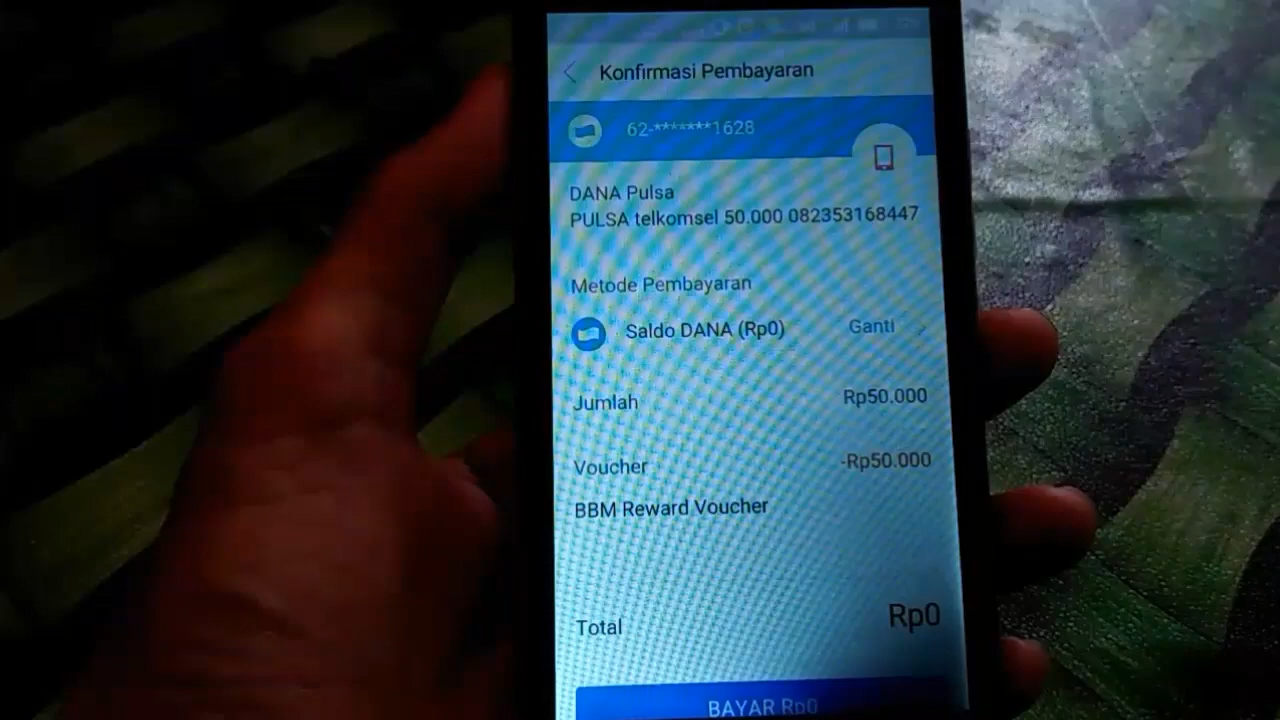 Konfirmasi Pembayaran
62-*******1628
DANA Pulsa
PULSA telkomsel 50.000 082353168447
Metode Pembayaran
Saldo DANA (Rp0) Ganti
Jumlah Rp50.000
Voucher -Rp50.000
BBM Reward Voucher
Total Rp0
BAYAR Rp0